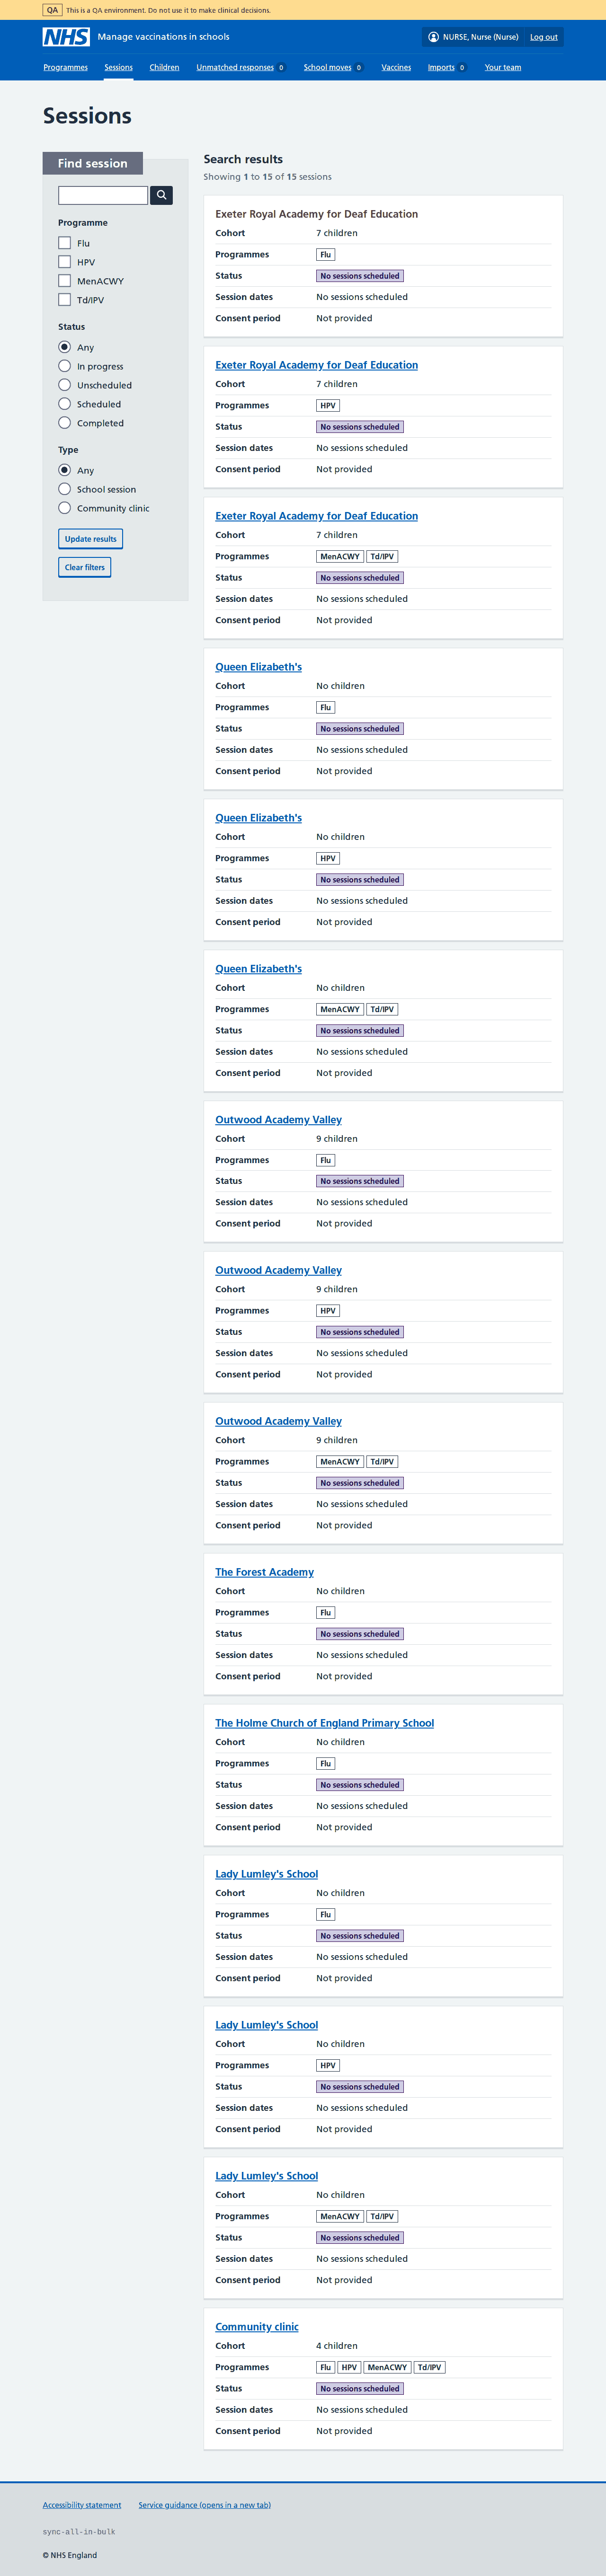 QA This is a QA environment. Do not use it to make clinical decisions.
NHS Manage vaccinations in schools
NURSE, Nurse (Nurse) Log out
Programmes Sessions Children Unmatched responses 0 School moves 0 Vaccines Imports 0 Your team
Sessions
Find session
Programme
Flu
HPV
MenACWY
Td/IPV
Status
Any
In progress
Unscheduled
Scheduled
Completed
Type
Any
School session
Community clinic
Update results
Clear filters
Search results
Showing 1 to 15 of 15 sessions
Exeter Royal Academy for Deaf Education
Cohort 7 children
Programmes Flu
Status No sessions scheduled
Session dates No sessions scheduled
Consent period Not provided
Exeter Royal Academy for Deaf Education
Cohort 7 children
Programmes HPV
Status No sessions scheduled
Session dates No sessions scheduled
Consent period Not provided
Exeter Royal Academy for Deaf Education
Cohort 7 children
Programmes MenACWY Td/IPV
Status No sessions scheduled
Session dates No sessions scheduled
Consent period Not provided
Queen Elizabeth's
Cohort No children
Programmes Flu
Status No sessions scheduled
Session dates No sessions scheduled
Consent period Not provided
Queen Elizabeth's
Cohort No children
Programmes HPV
Status No sessions scheduled
Session dates No sessions scheduled
Consent period Not provided
Queen Elizabeth's
Cohort No children
Programmes MenACWY Td/IPV
Status No sessions scheduled
Session dates No sessions scheduled
Consent period Not provided
Outwood Academy Valley
Cohort 9 children
Programmes Flu
Status No sessions scheduled
Session dates No sessions scheduled
Consent period Not provided
Outwood Academy Valley
Cohort 9 children
Programmes HPV
Status No sessions scheduled
Session dates No sessions scheduled
Consent period Not provided
Outwood Academy Valley
Cohort 9 children
Programmes MenACWY Td/IPV
Status No sessions scheduled
Session dates No sessions scheduled
Consent period Not provided
The Forest Academy
Cohort No children
Programmes Flu
Status No sessions scheduled
Session dates No sessions scheduled
Consent period Not provided
The Holme Church of England Primary School
Cohort No children
Programmes Flu
Status No sessions scheduled
Session dates No sessions scheduled
Consent period Not provided
Lady Lumley's School
Cohort No children
Programmes Flu
Status No sessions scheduled
Session dates No sessions scheduled
Consent period Not provided
Lady Lumley's School
Cohort No children
Programmes HPV
Status No sessions scheduled
Session dates No sessions scheduled
Consent period Not provided
Lady Lumley's School
Cohort No children
Programmes MenACWY Td/IPV
Status No sessions scheduled
Session dates No sessions scheduled
Consent period Not provided
Community clinic
Cohort 4 children
Programmes Flu HPV MenACWY Td/IPV
Status No sessions scheduled
Session dates No sessions scheduled
Consent period Not provided
Accessibility statement Service guidance (opens in a new tab)
sync-all-in-bulk
© NHS England